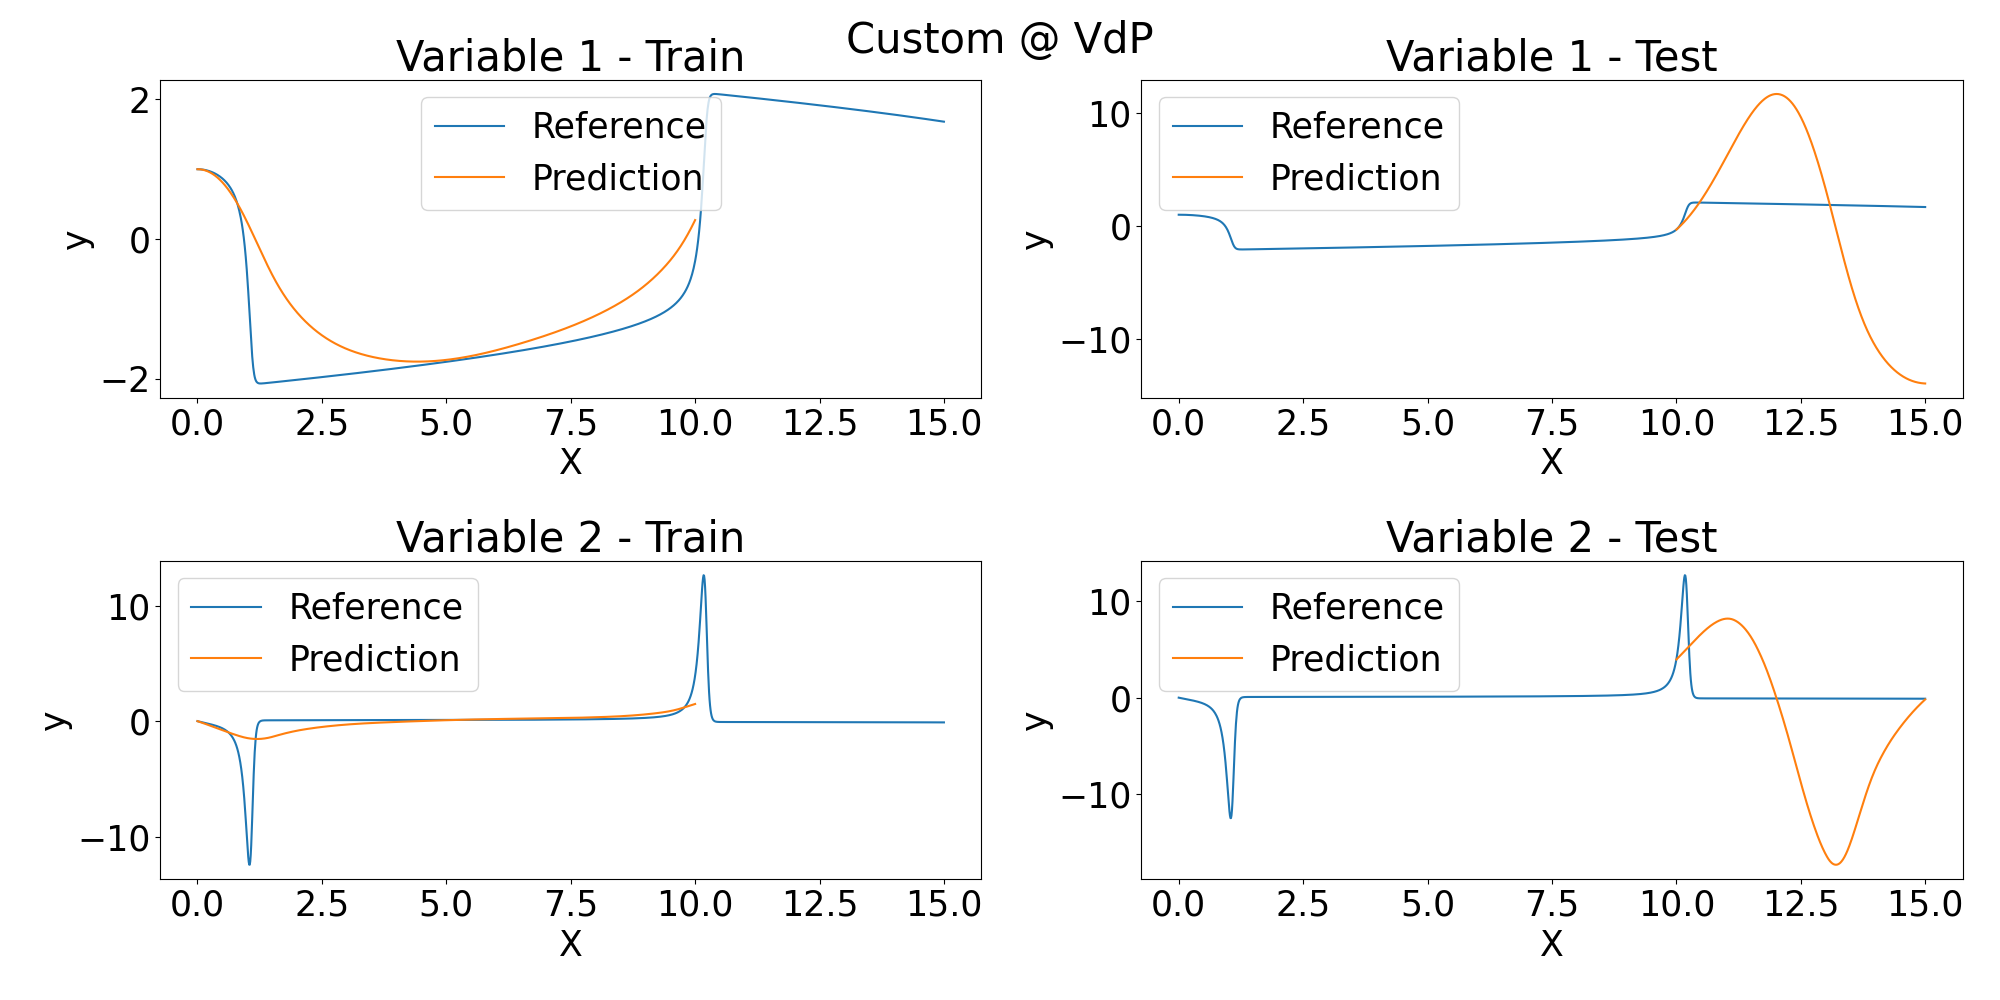 Custom @ VdP
Variable 1 - Train
2
0
−2
y
Reference
Prediction
0.0 2.5 5.0 7.5 10.0 12.5 15.0
X
Variable 1 - Test
10
0
−10
y
Reference
Prediction
0.0 2.5 5.0 7.5 10.0 12.5 15.0
X
Variable 2 - Train
10
0
−10
y
Reference
Prediction
0.0 2.5 5.0 7.5 10.0 12.5 15.0
X
Variable 2 - Test
10
0
−10
y
Reference
Prediction
0.0 2.5 5.0 7.5 10.0 12.5 15.0
X